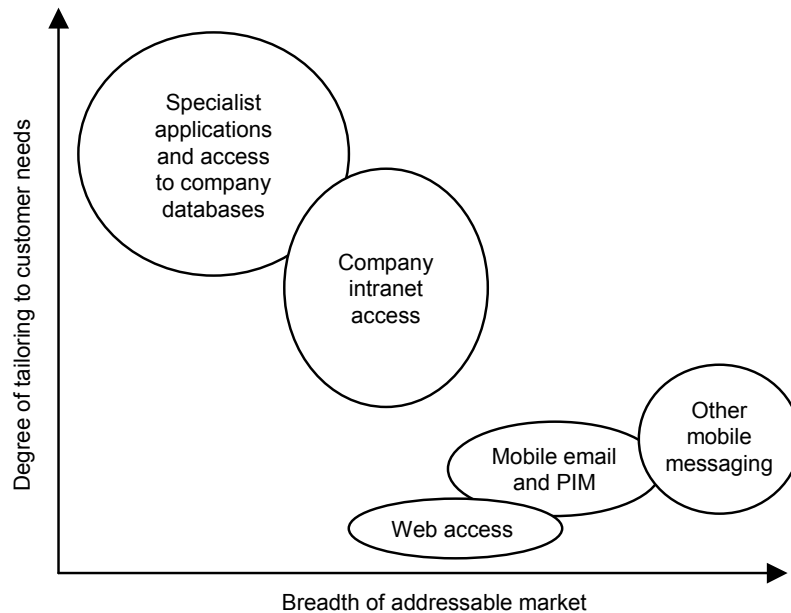 Degree of tailoring to customer needs
Specialist
applications
and access
to company
databases
Company
intranet
access
Other
mobile
messaging
Mobile email
and PIM
Web access
Breadth of addressable market